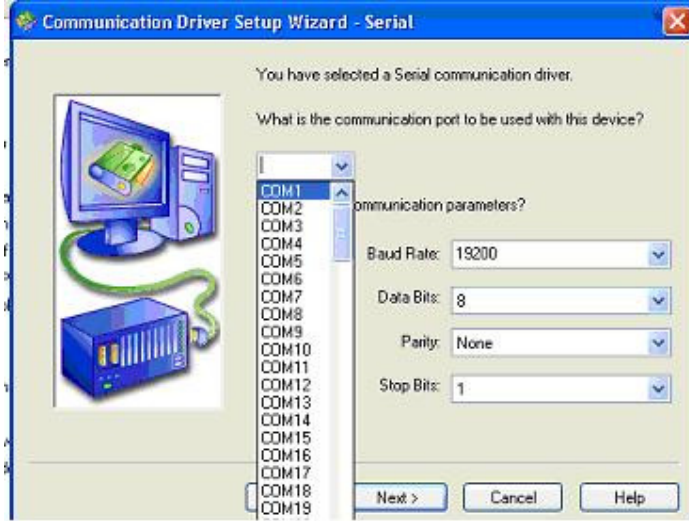 Communication Driver Setup Wizard - Serial
You have selected a Serial communication driver.
What is the communication port to be used with this device?
COM1
COM2
COM3
COM4
COM5
COM6
COM7
COM8
COM9
COM10
COM11
COM12
COM13
COM14
COM15
COM16
COM17
COM18
COM19
parameters?
Baud Rate: 19200
Data Bits: 8
Parity: None
Stop Bits: 1
Next > Cancel Help